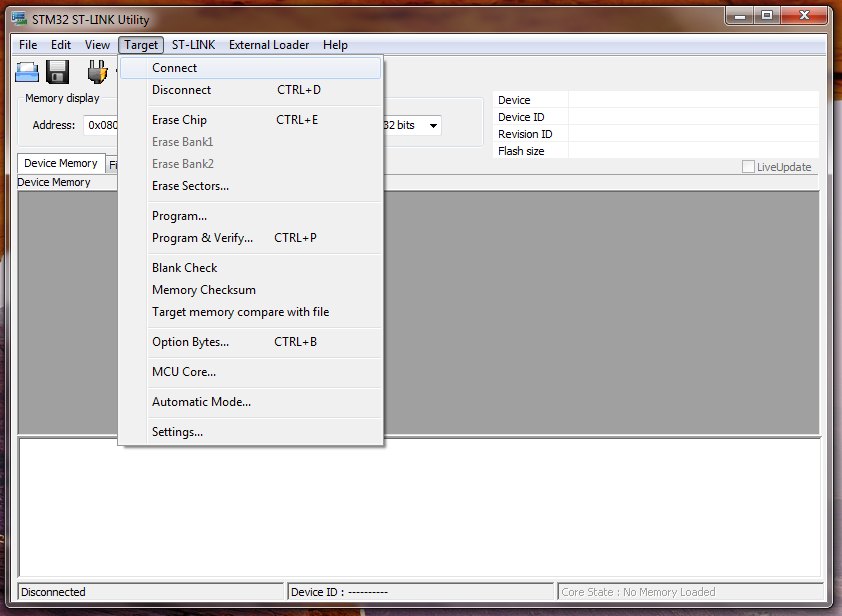 STM32 ST-LINK Utility
File Edit View Target ST-LINK External Loader Help
Connect
Disconnect CTRL+D
Erase Chip CTRL+E
Erase Bank1
Erase Bank2
Erase Sectors...
Program...
Program & Verify... CTRL+P
Blank Check
Memory Checksum
Target memory compare with file
Option Bytes... CTRL+B
MCU Core...
Automatic Mode...
Settings...
Memory display
Address: 0x080
32 bits
Device
Device ID
Revision ID
Flash size
LiveUpdate
Device Memory
Device Memory
Disconnected Device ID : ---------- Core State : No Memory Loaded